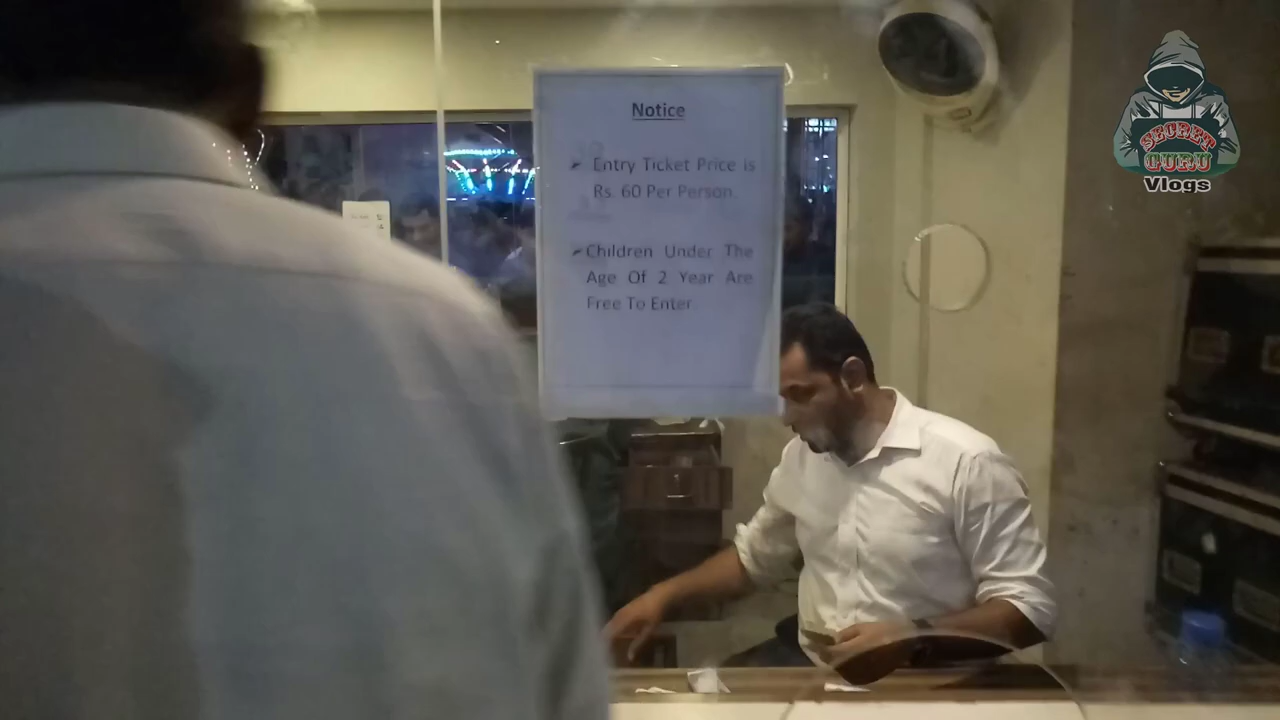 Notice
Entry Ticket Price is
Rs. 60 Per Person.
Children Under The
Age Of 2 Year Are
Free To Enter.
SECRET
GURU
Vlogs